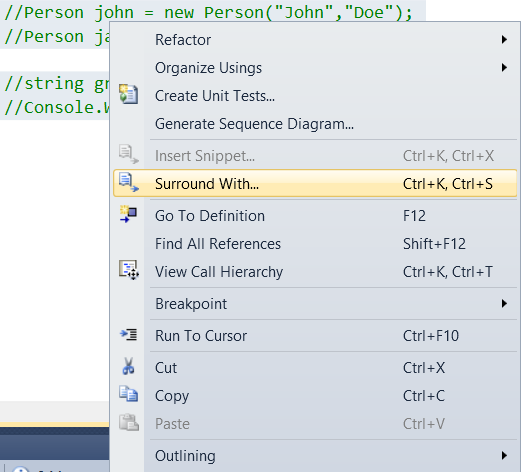 //Person john = new Person("John","Doe");
//Person ja
//string gr
//Console.W
Refactor
Organize Usings
Create Unit Tests...
Generate Sequence Diagram...
Insert Snippet... Ctrl+K, Ctrl+X
Surround With... Ctrl+K, Ctrl+S
Go To Definition F12
Find All References Shift+F12
View Call Hierarchy Ctrl+K, Ctrl+T
Breakpoint
Run To Cursor Ctrl+F10
Cut Ctrl+X
Copy Ctrl+C
Paste Ctrl+V
Outlining